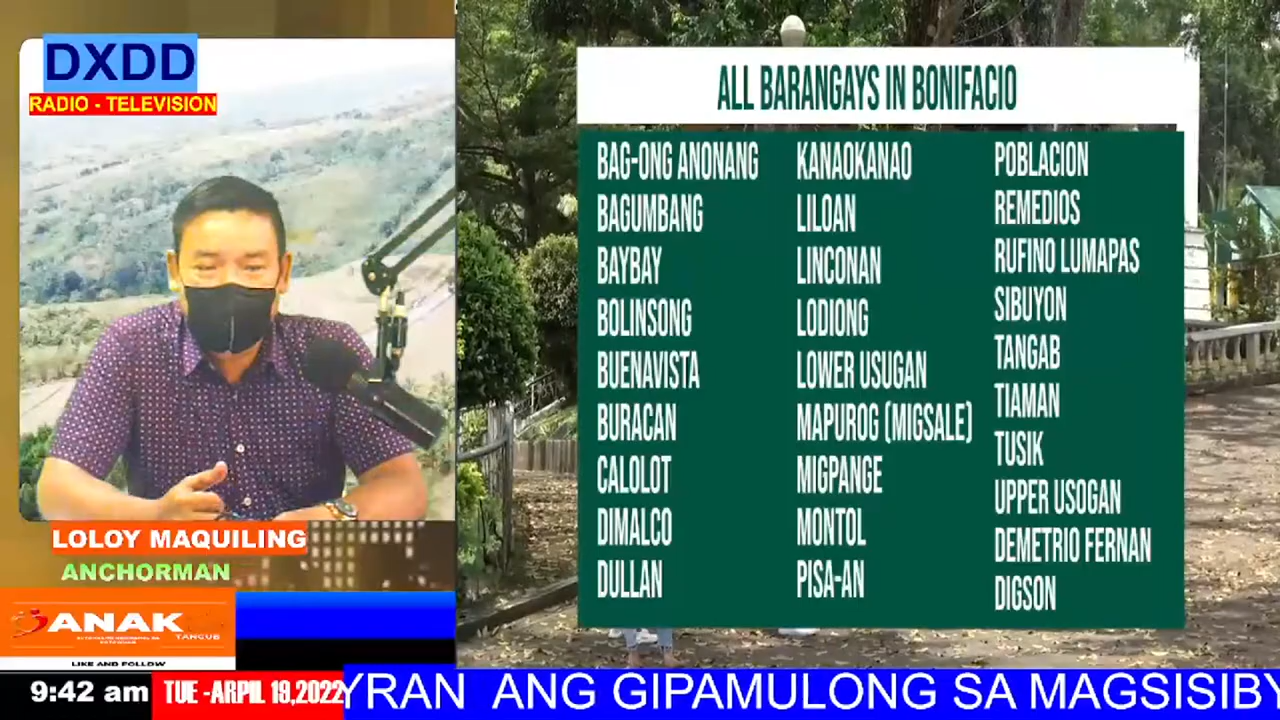 DXDD
RADIO - TELEVISION
LOLOY MAQUILING
ANCHORMAN
ANAK
TANGUB
LIKE AND FOLLOW
9:42 am
TUE -ARPIL 19,2022
YRAN ANG GIPAMULONG SA MAGSISIBY
ALL BARANGAYS IN BONIFACIO
BAG-ONG ANONANG
BAGUMBANG
BAYBAY
BOLINSONG
BUENAVISTA
BURACAN
CALOLOT
DIMALCO
DULLAN
KANAOKANAO
LILOAN
LINCONAN
LODIONG
LOWER USUGAN
MAPUROG (MIGSALE)
MIGPANGE
MONTOL
PISA-AN
POBLACION
REMEDIOS
RUFINO LUMAPAS
SIBUYON
TANGAB
TIAMAN
TUSIK
UPPER USOGAN
DEMETRIO FERNAN
DIGSON